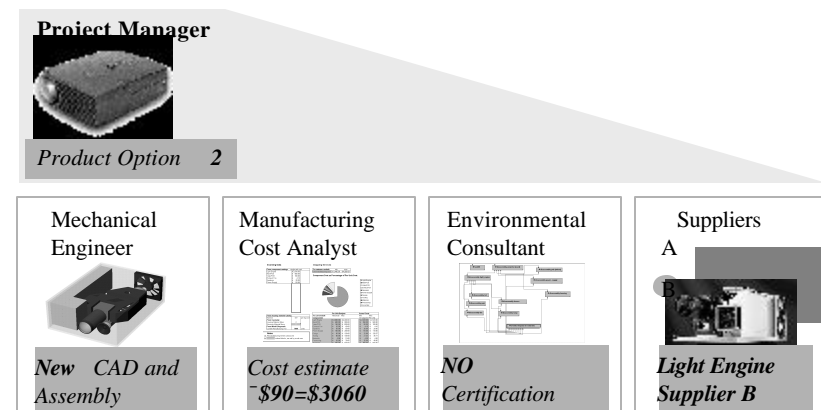 Project Manager
Product Option 2
Mechanical
Engineer
New CAD and
Assembly
Manufacturing
Cost Analyst
Cost estimate
¯$90=$3060
Environmental
Consultant
NO
Certification
Suppliers
A
B
Light Engine
Supplier B